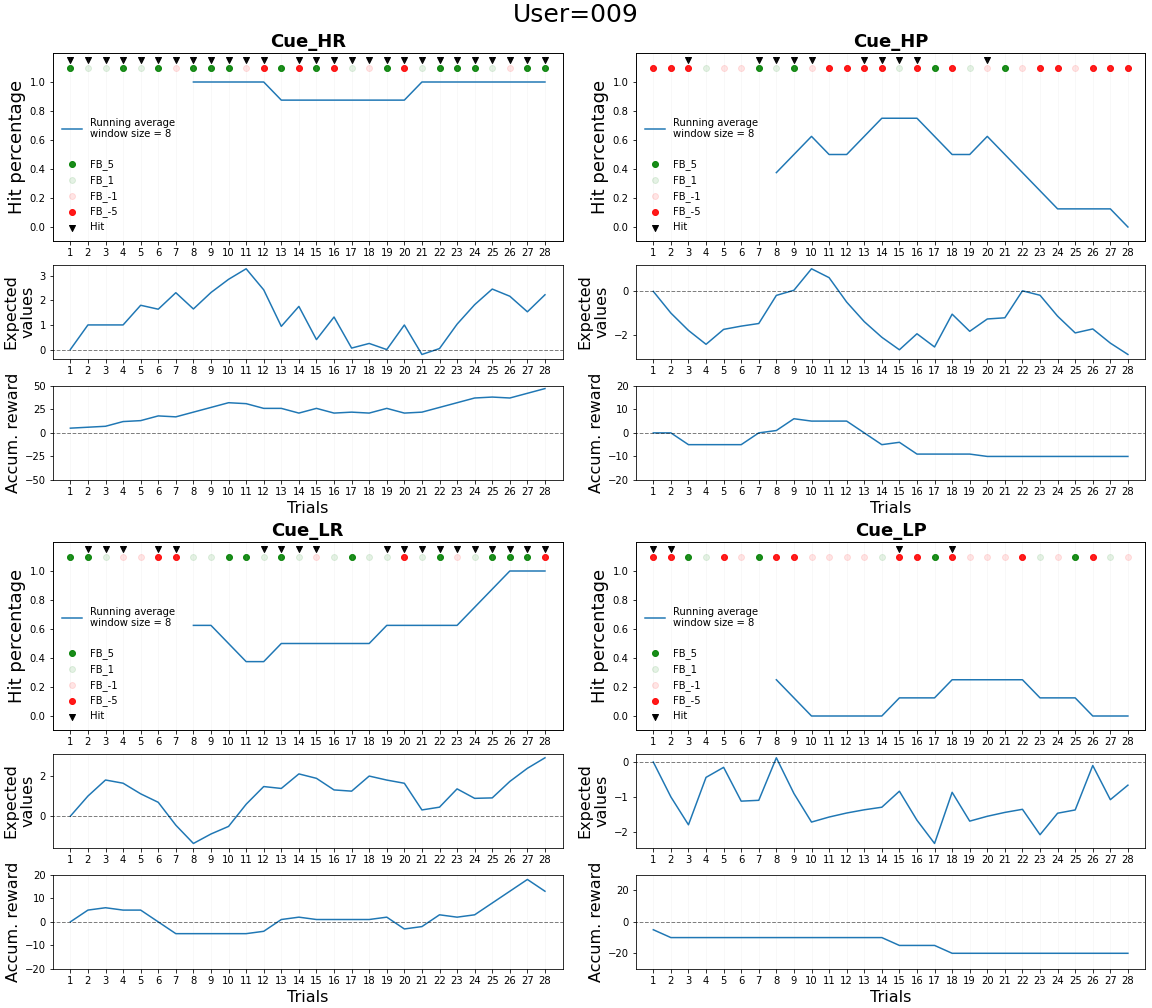 User=009
Cue_HR
Hit percentage
1.0
0.8
0.6
0.4
0.2
0.0
Running average
window size = 8
FB_5
FB_1
FB_-1
FB_-5
Hit
1 2 3 4 5 6 7 8 9 10 11 12 13 14 15 16 17 18 19 20 21 22 23 24 25 26 27 28
Expected
values
3
2
1
0
1 2 3 4 5 6 7 8 9 10 11 12 13 14 15 16 17 18 19 20 21 22 23 24 25 26 27 28
Accum. reward
50
25
0
−25
−50
1 2 3 4 5 6 7 8 9 10 11 12 13 14 15 16 17 18 19 20 21 22 23 24 25 26 27 28
Trials
Cue_HP
Hit percentage
1.0
0.8
0.6
0.4
0.2
0.0
Running average
window size = 8
FB_5
FB_1
FB_-1
FB_-5
Hit
1 2 3 4 5 6 7 8 9 10 11 12 13 14 15 16 17 18 19 20 21 22 23 24 25 26 27 28
Expected
values
0
−2
1 2 3 4 5 6 7 8 9 10 11 12 13 14 15 16 17 18 19 20 21 22 23 24 25 26 27 28
Accum. reward
20
10
0
−10
−20
1 2 3 4 5 6 7 8 9 10 11 12 13 14 15 16 17 18 19 20 21 22 23 24 25 26 27 28
Trials
Cue_LR
Hit percentage
1.0
0.8
0.6
0.4
0.2
0.0
Running average
window size = 8
FB_5
FB_1
FB_-1
FB_-5
Hit
1 2 3 4 5 6 7 8 9 10 11 12 13 14 15 16 17 18 19 20 21 22 23 24 25 26 27 28
Expected
values
2
0
1 2 3 4 5 6 7 8 9 10 11 12 13 14 15 16 17 18 19 20 21 22 23 24 25 26 27 28
Accum. reward
20
10
0
−10
−20
1 2 3 4 5 6 7 8 9 10 11 12 13 14 15 16 17 18 19 20 21 22 23 24 25 26 27 28
Trials
Cue_LP
Hit percentage
1.0
0.8
0.6
0.4
0.2
0.0
Running average
window size = 8
FB_5
FB_1
FB_-1
FB_-5
Hit
1 2 3 4 5 6 7 8 9 10 11 12 13 14 15 16 17 18 19 20 21 22 23 24 25 26 27 28
Expected
values
0
−1
−2
1 2 3 4 5 6 7 8 9 10 11 12 13 14 15 16 17 18 19 20 21 22 23 24 25 26 27 28
Accum. reward
20
0
−20
1 2 3 4 5 6 7 8 9 10 11 12 13 14 15 16 17 18 19 20 21 22 23 24 25 26 27 28
Trials